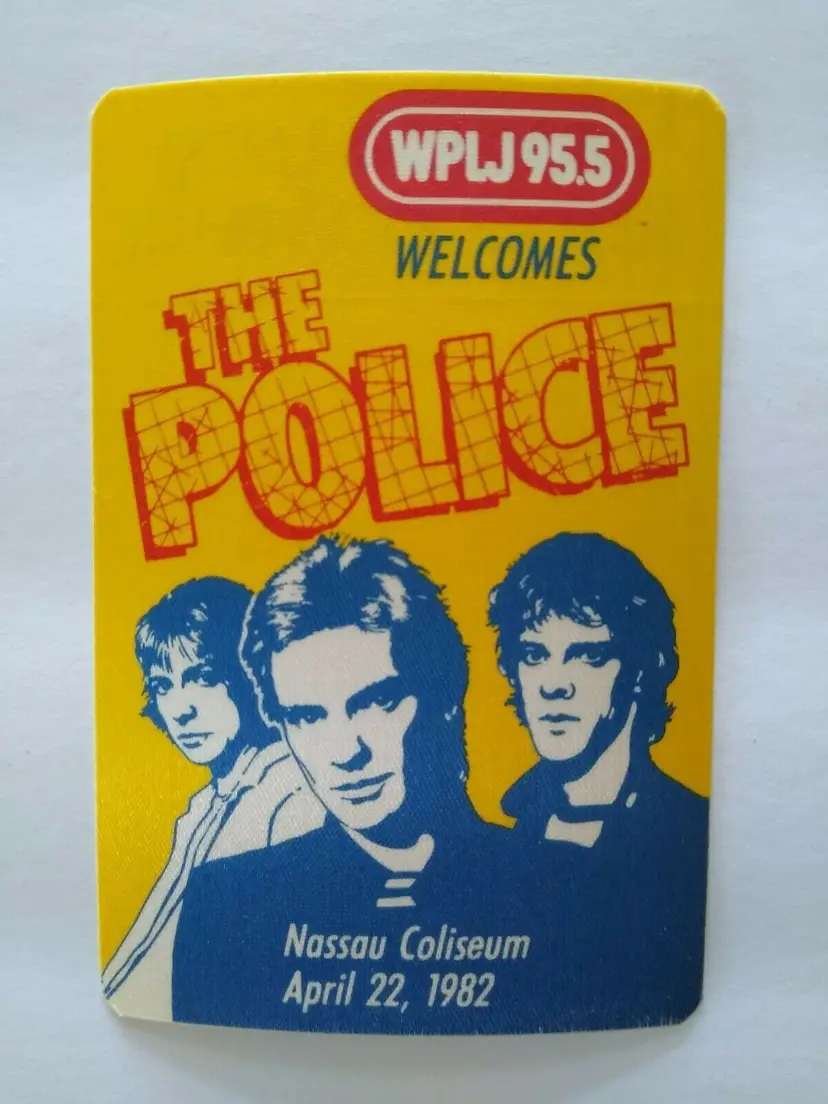 WPLJ 95.5
WELCOMES
THE
POLICE
Nassau Coliseum
April 22, 1982